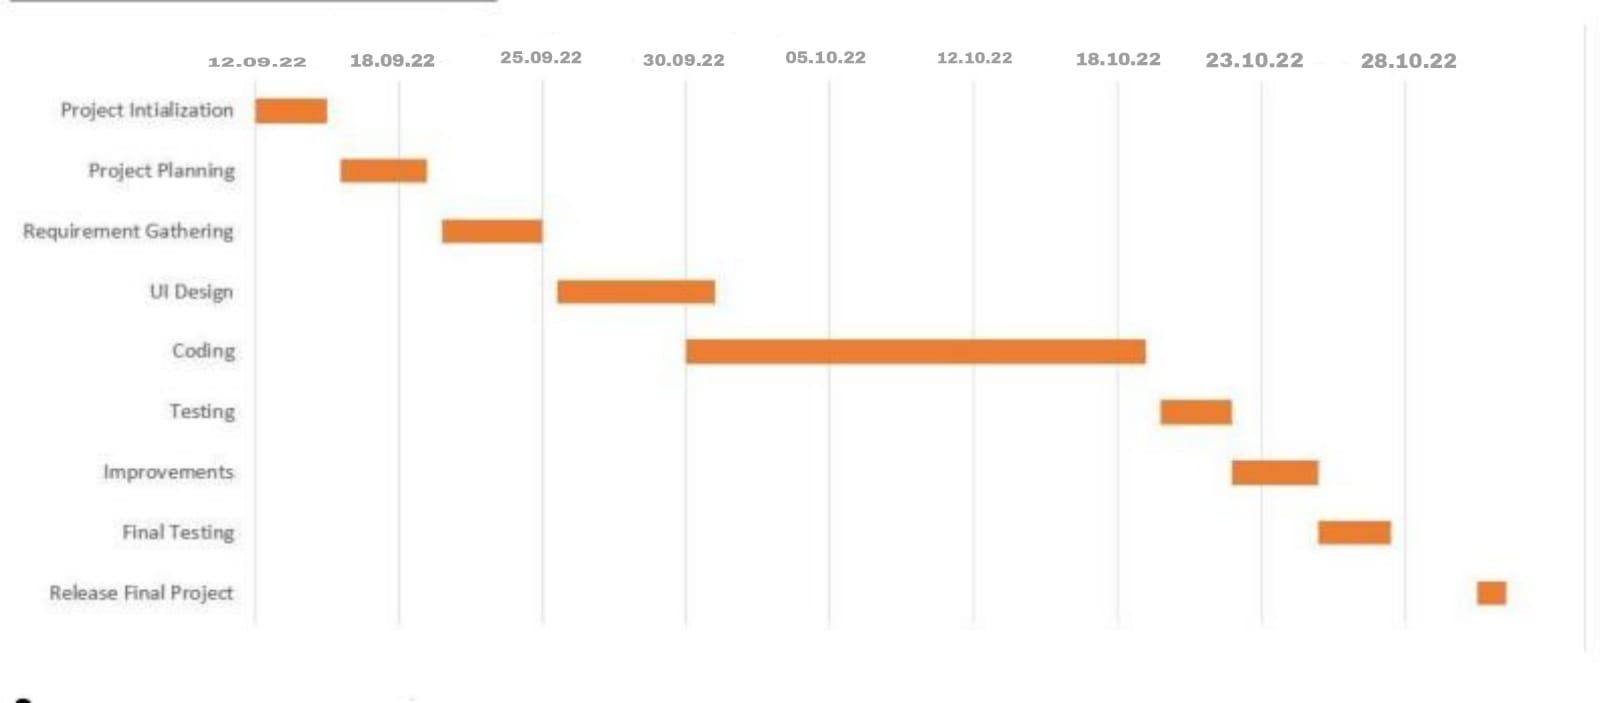 12.09.22 18.09.22 25.09.22 30.09.22 05.10.22 12.10.22 18.10.22 23.10.22 28.10.22
Project Intialization
Project Planning
Requirement Gathering
UI Design
Coding
Testing
Improvements
Final Testing
Release Final Project